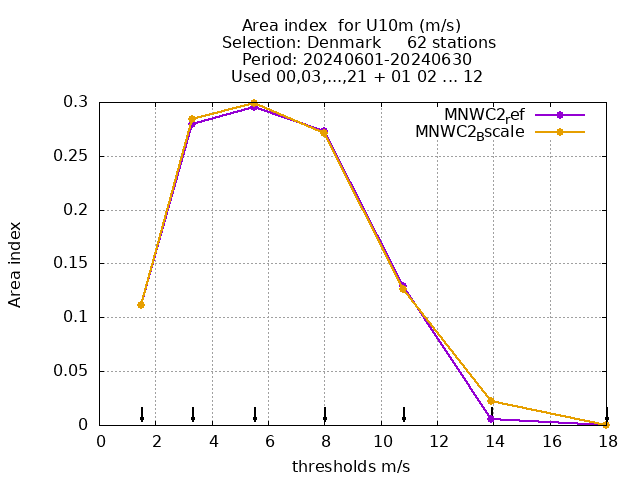 Area index  for U10m (m/s)
Selection: Denmark     62 stations
Period: 20240601-20240630
Used 00,03,...,21 + 01 02 ... 12
MNWC2ref
MNWC2Bscale
0.3
0.25
0.2
0.15
0.1
0.05
0
Area index
0 2 4 6 8 10 12 14 16 18
thresholds m/s